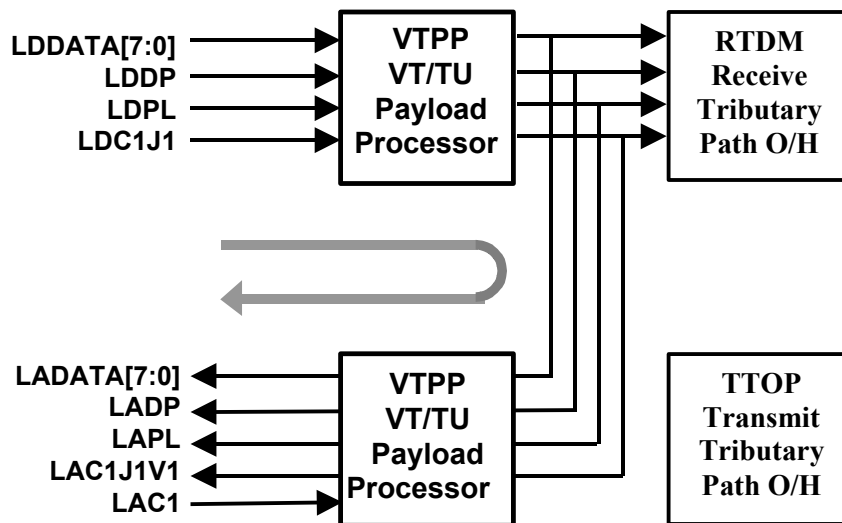 LDDATA[7:0]
LDDP
LDPL
LDC1J1
VTPP
VT/TU
Payload
Processor
RTDM
Receive
Tributary
Path O/H
LADATA[7:0]
LADP
LAPL
LAC1J1V1
LAC1
VTPP
VT/TU
Payload
Processor
TTOP
Transmit
Tributary
Path O/H